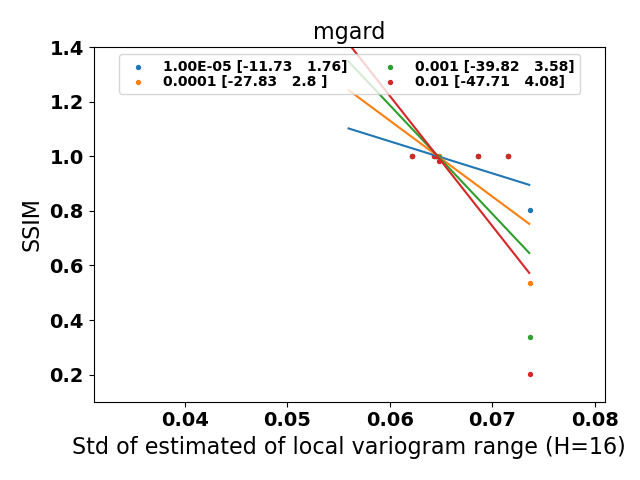 mgard
1.00E-05 [-11.73   1.76]   0.001 [-39.82   3.58]
0.0001 [-27.83   2.8 ]   0.01 [-47.71   4.08]
1.4
1.2
1.0
0.8
0.6
0.4
0.2
SSIM
0.04   0.05   0.06   0.07   0.08
Std of estimated of local variogram range (H=16)